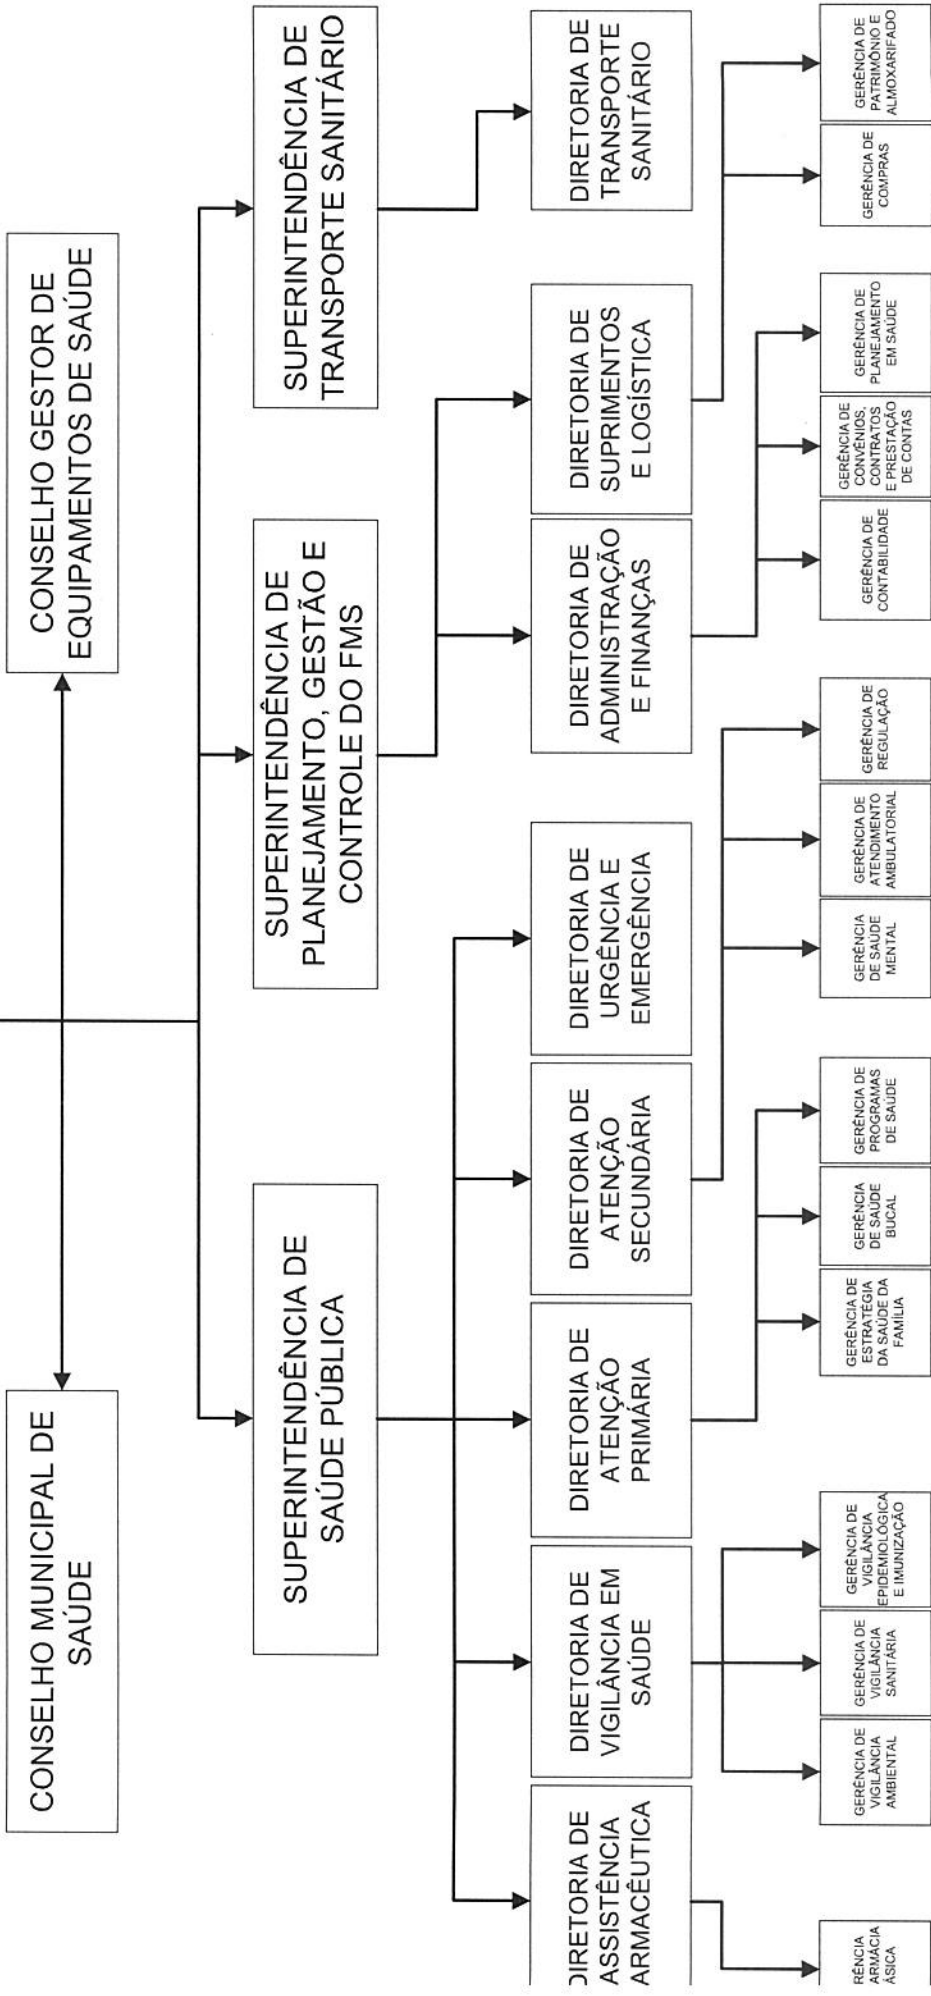 CONSELHO MUNICIPAL DE
SAÚDE
CONSELHO GESTOR DE
EQUIPAMENTOS DE SAÚDE
SUPERINTENDÊNCIA DE
SAÚDE PÚBLICA
SUPERINTENDÊNCIA DE
PLANEJAMENTO, GESTÃO E
CONTROLE DO FMS
SUPERINTENDÊNCIA DE
TRANSPORTE SANITÁRIO
DIRETORIA DE
ASSISTÊNCIA
ARMACÊUTICA
DIRETORIA DE
VIGILÂNCIA EM
SAÚDE
DIRETORIA DE
ATENÇÃO
PRIMÁRIA
DIRETORIA DE
ATENÇÃO
SECUNDÁRIA
DIRETORIA DE
URGÊNCIA E
EMERGÊNCIA
DIRETORIA DE
ADMINISTRAÇÃO
E FINANÇAS
DIRETORIA DE
SUPRIMENTOS
E LOGÍSTICA
DIRETORIA DE
TRANSPORTE
SANITÁRIO
RÊNCIA
ARMÁCIA
ÁSICA
GERÊNCIA DE
VIGILÂNCIA
AMBIENTAL
GERÊNCIA DE
VIGILÂNCIA
SANITÁRIA
GERÊNCIA DE
VIGILÂNCIA
EPIDEMIOLÓGICA
E IMUNIZAÇÃO
GERÊNCIA DE
ESTRATÉGIA
DA SAÚDE DA
FAMÍLIA
GERÊNCIA
DE SAÚDE
BUCAL
GERÊNCIA DE
PROGRAMAS
DE SAÚDE
GERÊNCIA
DE SAÚDE
MENTAL
GERÊNCIA DE
ATENDIMENTO
AMBULATORIAL
GERÊNCIA DE
REGULAÇÃO
GERÊNCIA DE
CONTABILIDADE
GERÊNCIA DE
CONVÊNIOS,
CONTRATOS
E PRESTAÇÃO
DE CONTAS
GERÊNCIA DE
PLANEJAMENTO
EM SAÚDE
GERÊNCIA DE
COMPRAS
GERÊNCIA DE
PATRIMÔNIO E
ALMOXARIFADO